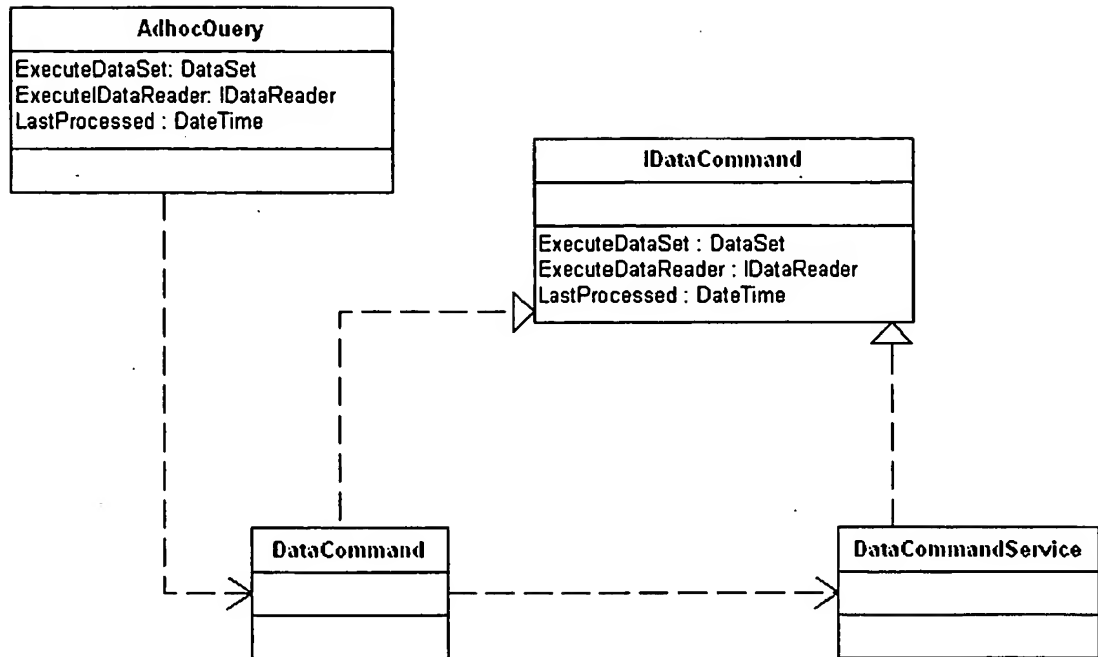 AdhocQuery
ExecuteDataSet: DataSet
ExecuteIDataReader: IDataReader
LastProcessed : DateTime
IDataCommand
ExecuteDataSet : DataSet
ExecuteDataReader : IDataReader
LastProcessed : DateTime
DataCommand
DataCommandService